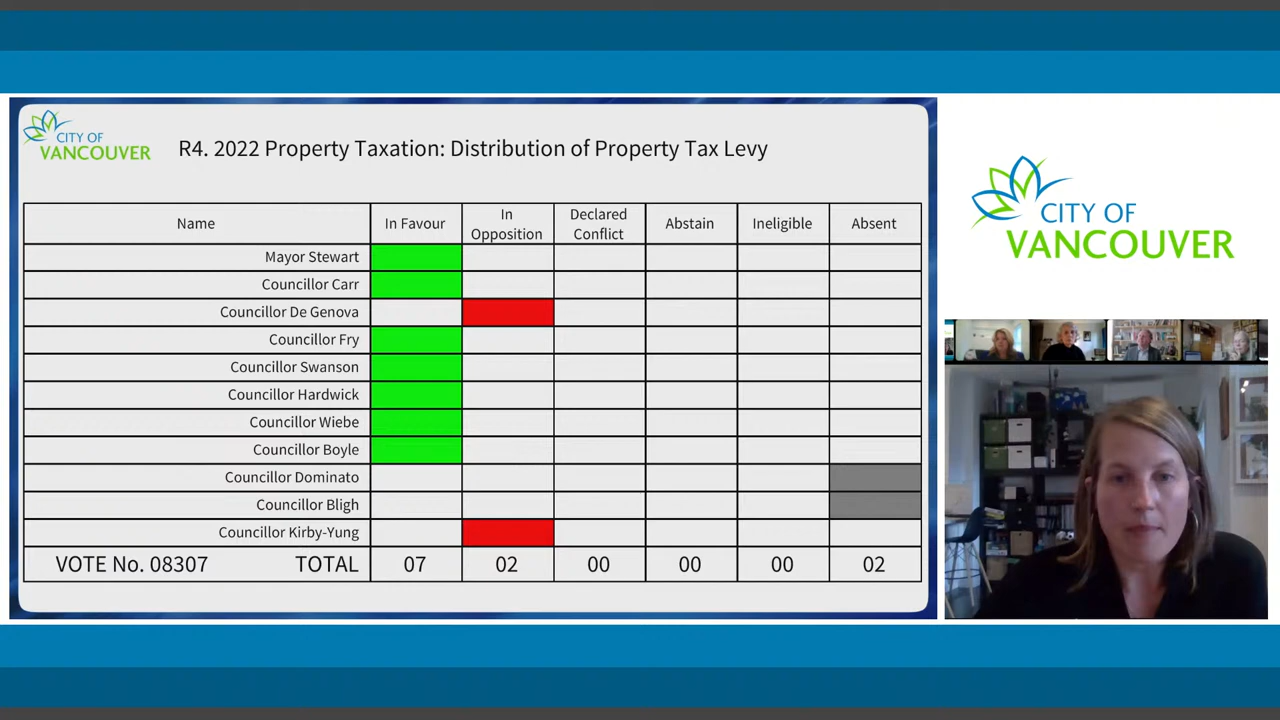 CITY OF
VANCOUVER
R4. 2022 Property Taxation: Distribution of Property Tax Levy
Name In Favour In Opposition Declared Conflict Abstain Ineligible Absent
Mayor Stewart
Councillor Carr
Councillor De Genova
Councillor Fry
Councillor Swanson
Councillor Hardwick
Councillor Wiebe
Councillor Boyle
Councillor Dominato
Councillor Bligh
Councillor Kirby-Yung
VOTE No. 08307 TOTAL 07 02 00 00 00 02
CITY OF
VANCOUVER